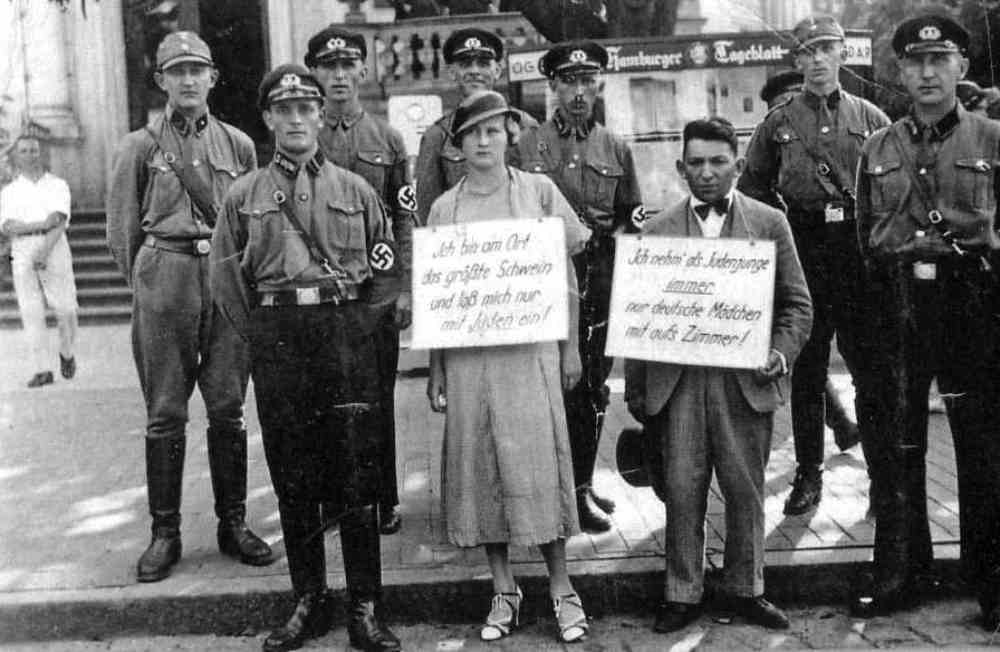 OG
Hamburger Tageblatt
Ich bin am Ort
das größte Schwein
und laß mich nur
mit Juden ein!
Ich nehm' als Judenjunge
immer
nur deutsche Mädchen
mit aufs Zimmer!